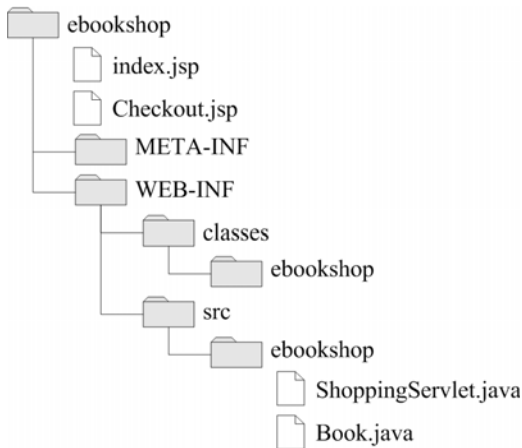 ebookshop
index.jsp
Checkout.jsp
META-INF
WEB-INF
classes
ebookshop
src
ebookshop
ShoppingServlet.java
Book.java